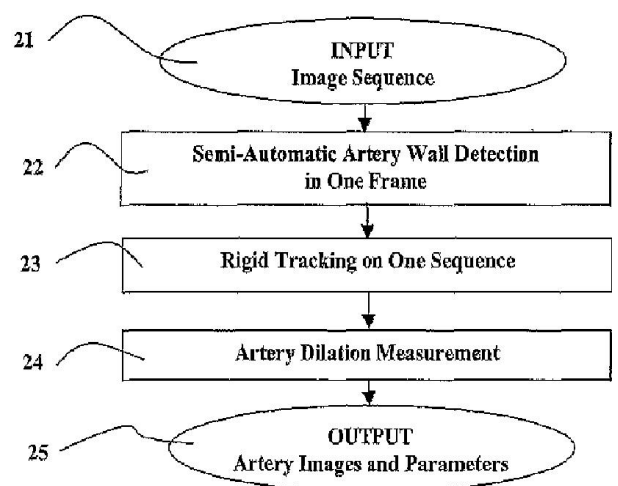 21
INPUT
Image Sequence
22
Semi-Automatic Artery Wall Detection
in One Frame
23
Rigid Tracking on One Sequence
24
Artery Dilation Measurement
25
OUTPUT
Artery Images and Parameters